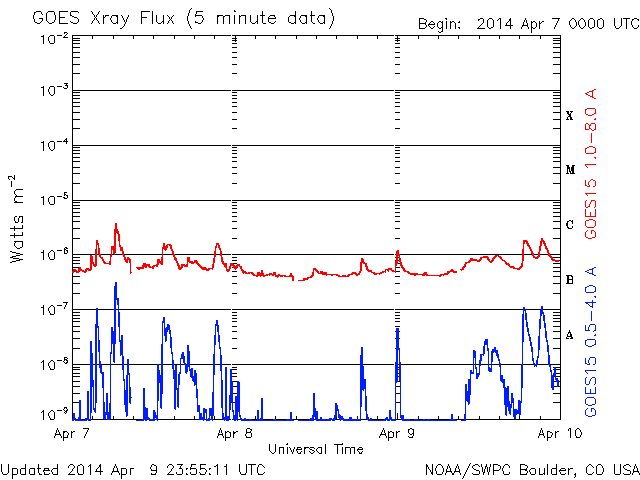 GOES Xray Flux (5 minute data)
Begin: 2014 Apr 7 0000 UTC
10-2
10-3
10-4
10-5
10-6
10-7
10-8
10-9
Watts m-2
X
M
C
B
A
GOES15 1.0-8.0 A
GOES15 0.5-4.0 A
Apr 7
Apr 8
Apr 9
Apr 10
Universal Time
Updated 2014 Apr 9 23:55:11 UTC
NOAA/SWPC Boulder, CO USA